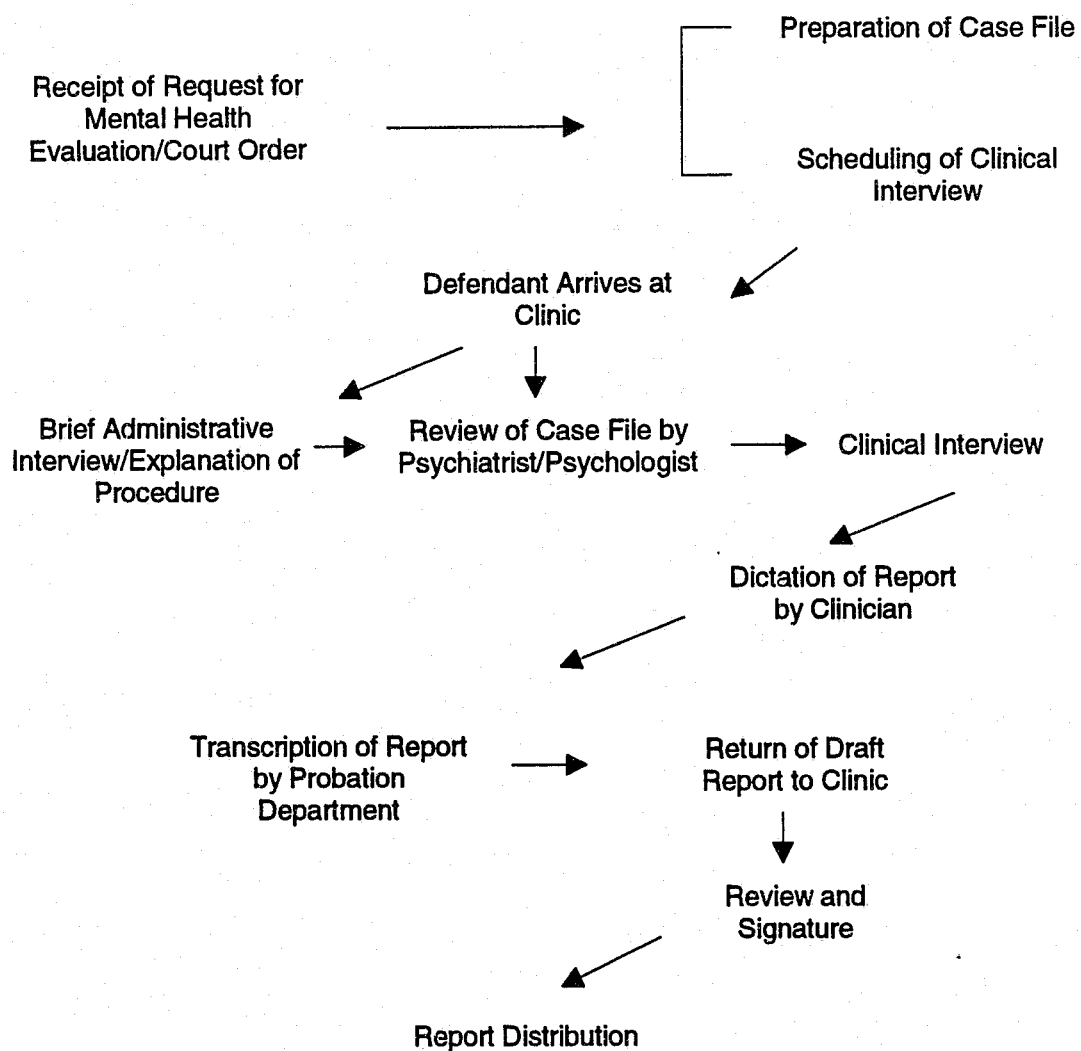 Preparation of Case File
Receipt of Request for
Mental Health
Evaluation/Court Order
Scheduling of Clinical
Interview
Defendant Arrives at
Clinic
Brief Administrative
Interview/Explanation of
Procedure
Review of Case File by
Psychiatrist/Psychologist
Clinical Interview
Dictation of Report
by Clinician
Transcription of Report
by Probation
Department
Return of Draft
Report to Clinic
Review and
Signature
Report Distribution